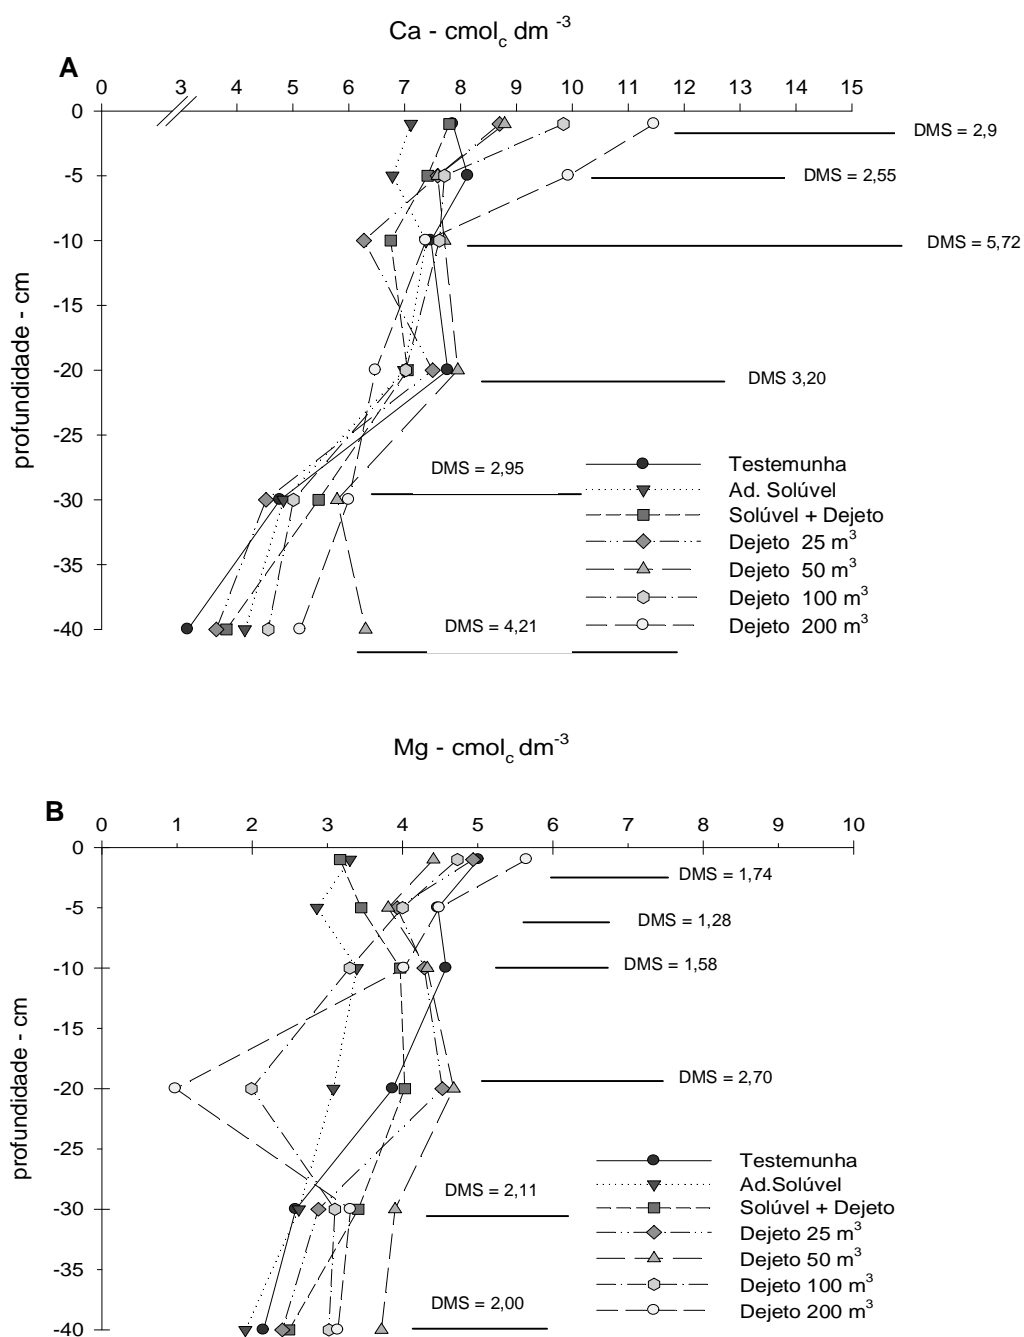 Ca - cmolc dm -3
A
0 3 4 5 6 7 8 9 10 11 12 13 14 15
0
DMS = 2,9
-5
DMS = 2,55
-10
DMS = 5,72
-15
profundidade - cm
-20
DMS 3,20
-25
DMS = 2,95
-30
-35
DMS = 4,21
-40
Testemunha
Ad. Solúvel
Solúvel + Dejeto
Dejeto 25 m3
Dejeto 50 m3
Dejeto 100 m3
Dejeto 200 m3
Mg - cmolc dm-3
B
0 1 2 3 4 5 6 7 8 9 10
0
DMS = 1,74
-5
DMS = 1,28
-10
DMS = 1,58
-15
profundidade - cm
-20
DMS = 2,70
-25
DMS = 2,11
-30
-35
DMS = 2,00
-40
Testemunha
Ad.Solúvel
Solúvel + Dejeto
Dejeto 25 m3
Dejeto 50 m3
Dejeto 100 m3
Dejeto 200 m3